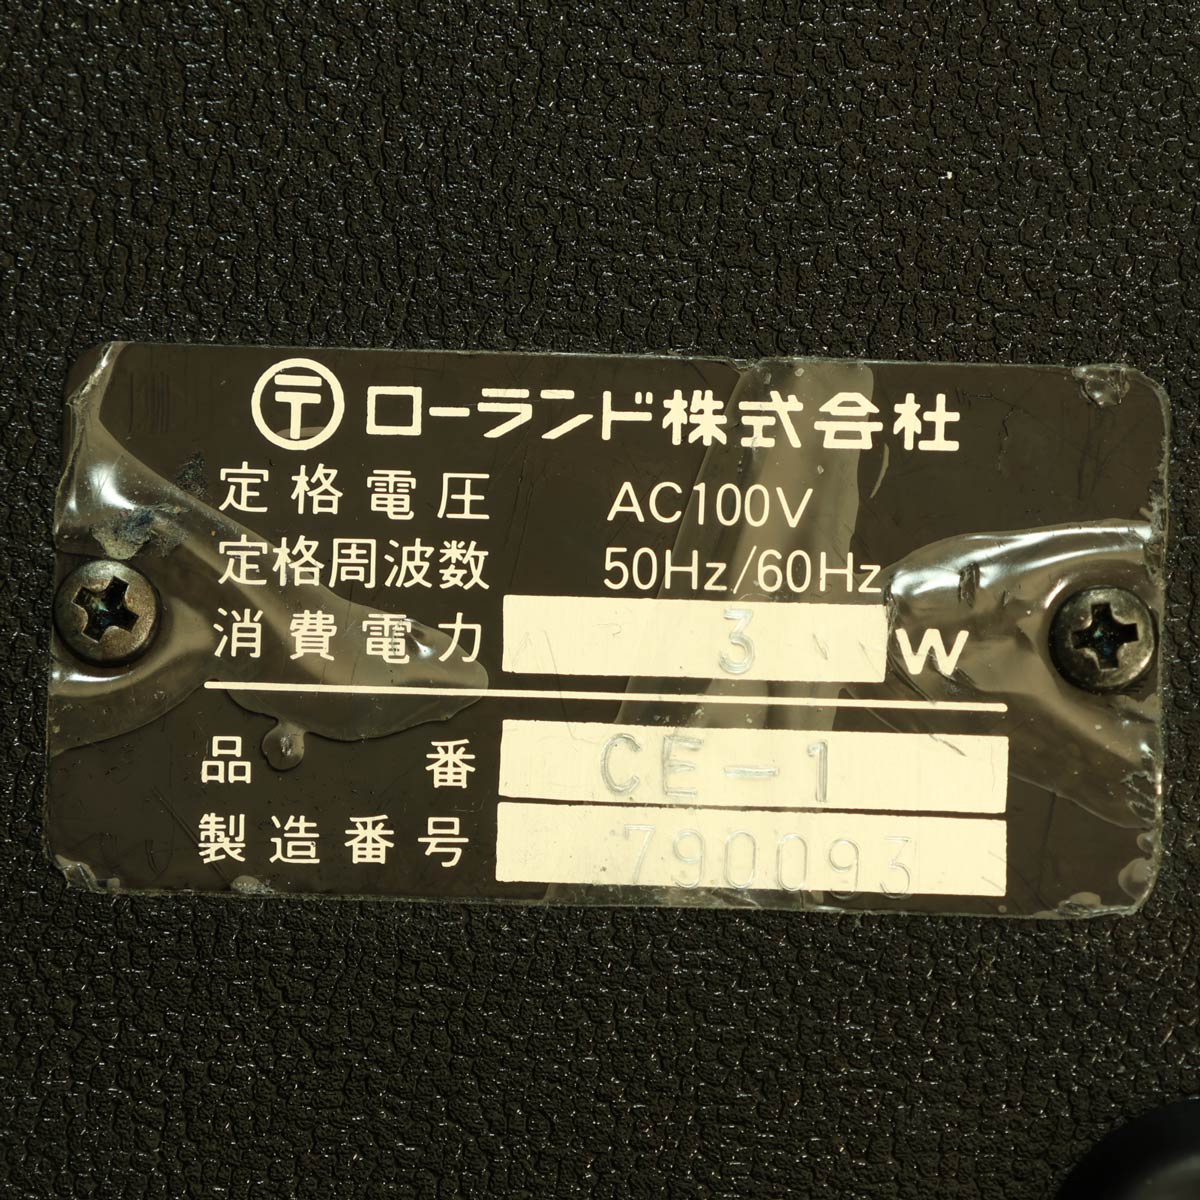 〒 ローランド株式会社
定格電圧 AC100V
定格周波数 50Hz/60Hz
消費電力 3 W
品番 CE-1
製造番号 790093